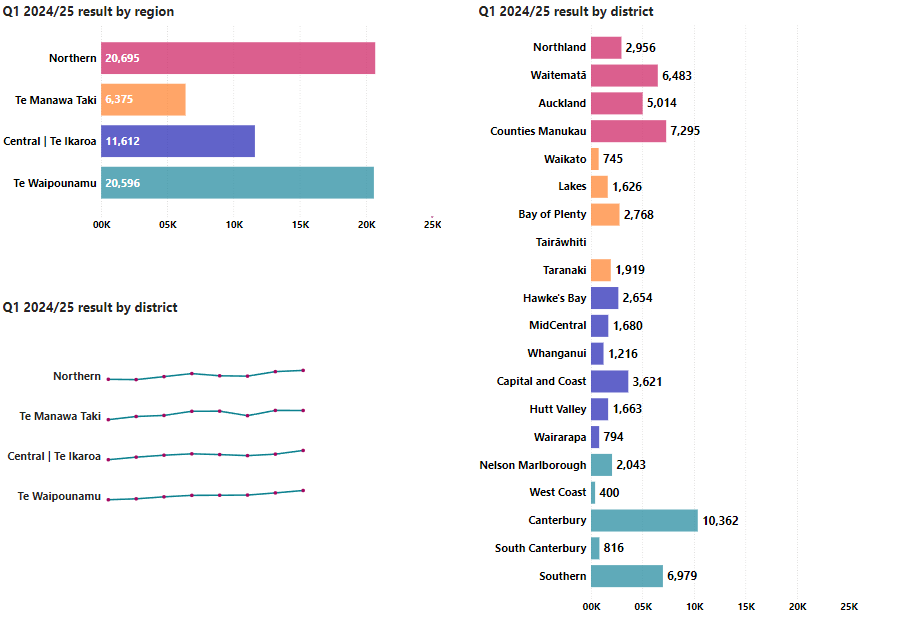 Q1 2024/25 result by region
Northern 20,695
Te Manawa Taki 6,375
Central | Te Ikaroa 11,612
Te Waipounamu 20,596
00K 05K 10K 15K 20K 25K
Q1 2024/25 result by district
Northern
Te Manawa Taki
Central | Te Ikaroa
Te Waipounamu
Q1 2024/25 result by district
Northland 2,956
Waitematā 6,483
Auckland 5,014
Counties Manukau 7,295
Waikato 745
Lakes 1,626
Bay of Plenty 2,768
Tairāwhiti
Taranaki 1,919
Hawke's Bay 2,654
MidCentral 1,680
Whanganui 1,216
Capital and Coast 3,621
Hutt Valley 1,663
Wairarapa 794
Nelson Marlborough 2,043
West Coast 400
Canterbury 10,362
South Canterbury 816
Southern 6,979
00K 05K 10K 15K 20K 25K